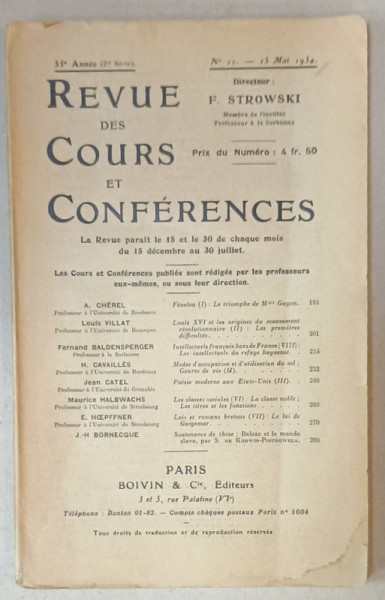 35e Année (2e Série).
No 11. — 15 Mai 1934.
REVUE
DES
COURS
ET
CONFÉRENCES
Directeur :
F. STROWSKI
Membre de l'Institut
Professeur à la Sorbonne
Prix du Numéro : 4 fr. 50
La Revue paraît le 15 et le 30 de chaque mois
du 15 décembre au 30 juillet.
Les Cours et Conférences publiés sont rédigés par les professeurs
eux-mêmes, ou sous leur direction.
A. CHÉREL
Professeur à l'Université de Bordeaux
Fénelon (I) : Le triomphe de Mme Guyon. 193
Louis VILLAT
Professeur à l'Université de Besançon
Louis XVI et les origines du mouvement
révolutionnaire (II) : Les premières
difficultés. 201
Fernand BALDENSPERGER
Professeur à la Sorbonne
Intellectuels français hors de France (VIII) :
Les intellectuels du refuge huguenot. 215
H. CAVAILLÈS
Professeur à l'Université de Bordeaux
Modes d'occupation et d'utilisation du sol ;
Genres de vie (M). 232
Jean CATEL
Professeur à l'Université de Grenoble
Poésie moderne aux Etats-Unis (III). 246
Maurice HALBWACHS
Professeur à l'Université de Strasbourg
Les classes sociales (VI) : La classe noble ;
Les titres et les fonctions. 260
E. HŒPFFNER
Professeur à l'Université de Strasbourg
Lais et romans bretons (VII) : Le lai de
Guigemar. 270
J.-H BORNECQUE
Soutenance de thèse : Balzac et le monde
slave, par S. de KORWIN-PIOTROWSKA. 280
PARIS
BOIVIN & Cie, Editeurs
3 et 5, rue Palatine (VIe)
Téléphone : Danton 01-82. — Compte chèques postaux Paris no 1604
Tous droits de traduction et de reproduction réservés